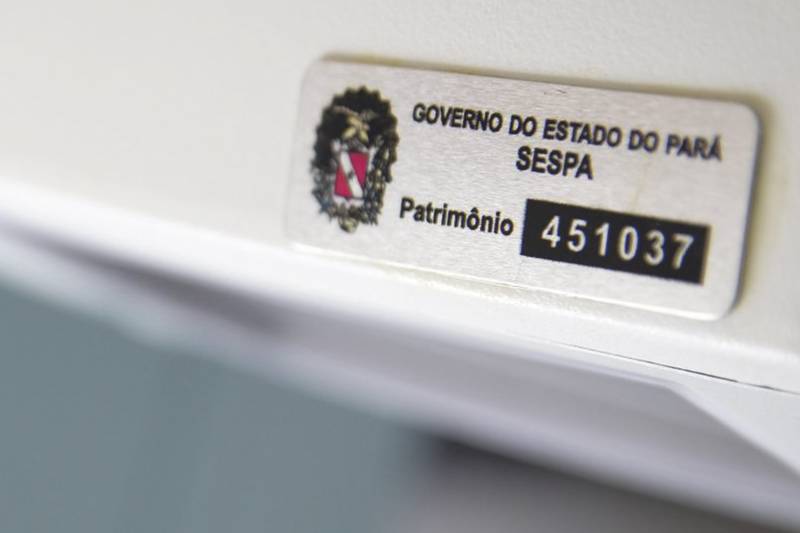 GOVERNO DO ESTADO DO PARÁ
SESPA
Patrimônio 451037